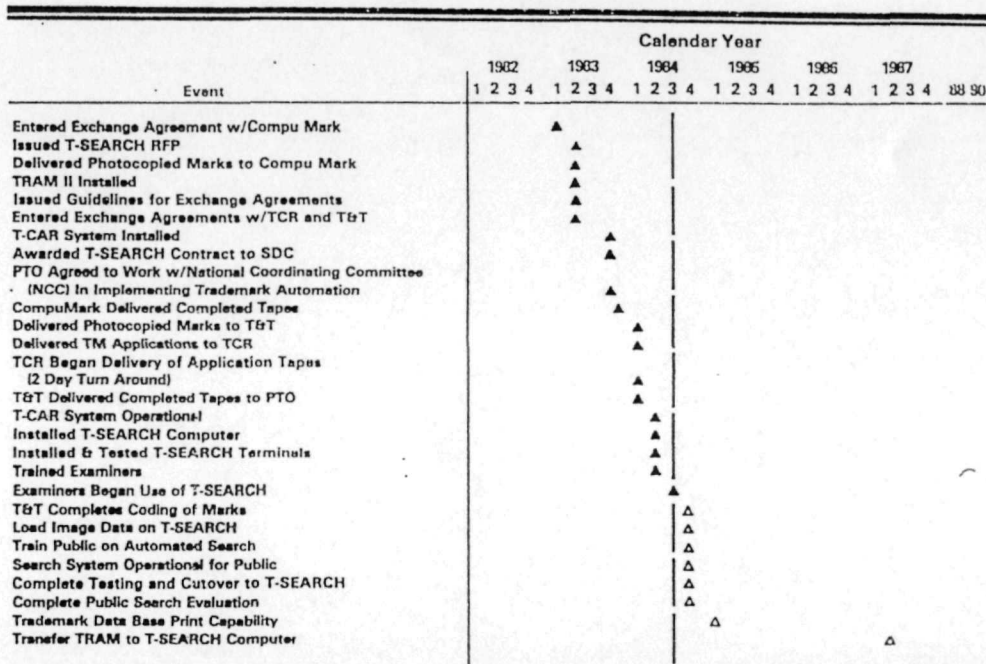 Calendar Year
1982 1983 1984 1985 1986 1987
Event 1 2 3 4 1 2 3 4 1 2 3 4 1 2 3 4 1 2 3 4 1 2 3 4 88 90
Entered Exchange Agreement w/Compu Mark
Issued T-SEARCH RFP
Delivered Photocopied Marks to Compu Mark
TRAM II Installed
Issued Guidelines for Exchange Agreements
Entered Exchange Agreements w/TCR and T&T
T-CAR System Installed
Awarded T-SEARCH Contract to SDC
PTO Agreed to Work w/National Coordinating Committee
(NCC) In Implementing Trademark Automation
CompuMark Delivered Completed Tapes
Delivered Photocopied Marks to T&T
Delivered TM Applications to TCR
TCR Began Delivery of Application Tapes
(2 Day Turn Around)
T&T Delivered Completed Tapes to PTO
T-CAR System Operational
Installed T-SEARCH Computer
Installed & Tested T-SEARCH Terminals
Trained Examiners
Examiners Began Use of T-SEARCH
T&T Completes Coding of Marks
Load Image Data on T-SEARCH
Train Public on Automated Search
Search System Operational for Public
Complete Testing and Cutover to T-SEARCH
Complete Public Search Evaluation
Trademark Data Base Print Capability
Transfer TRAM to T-SEARCH Computer